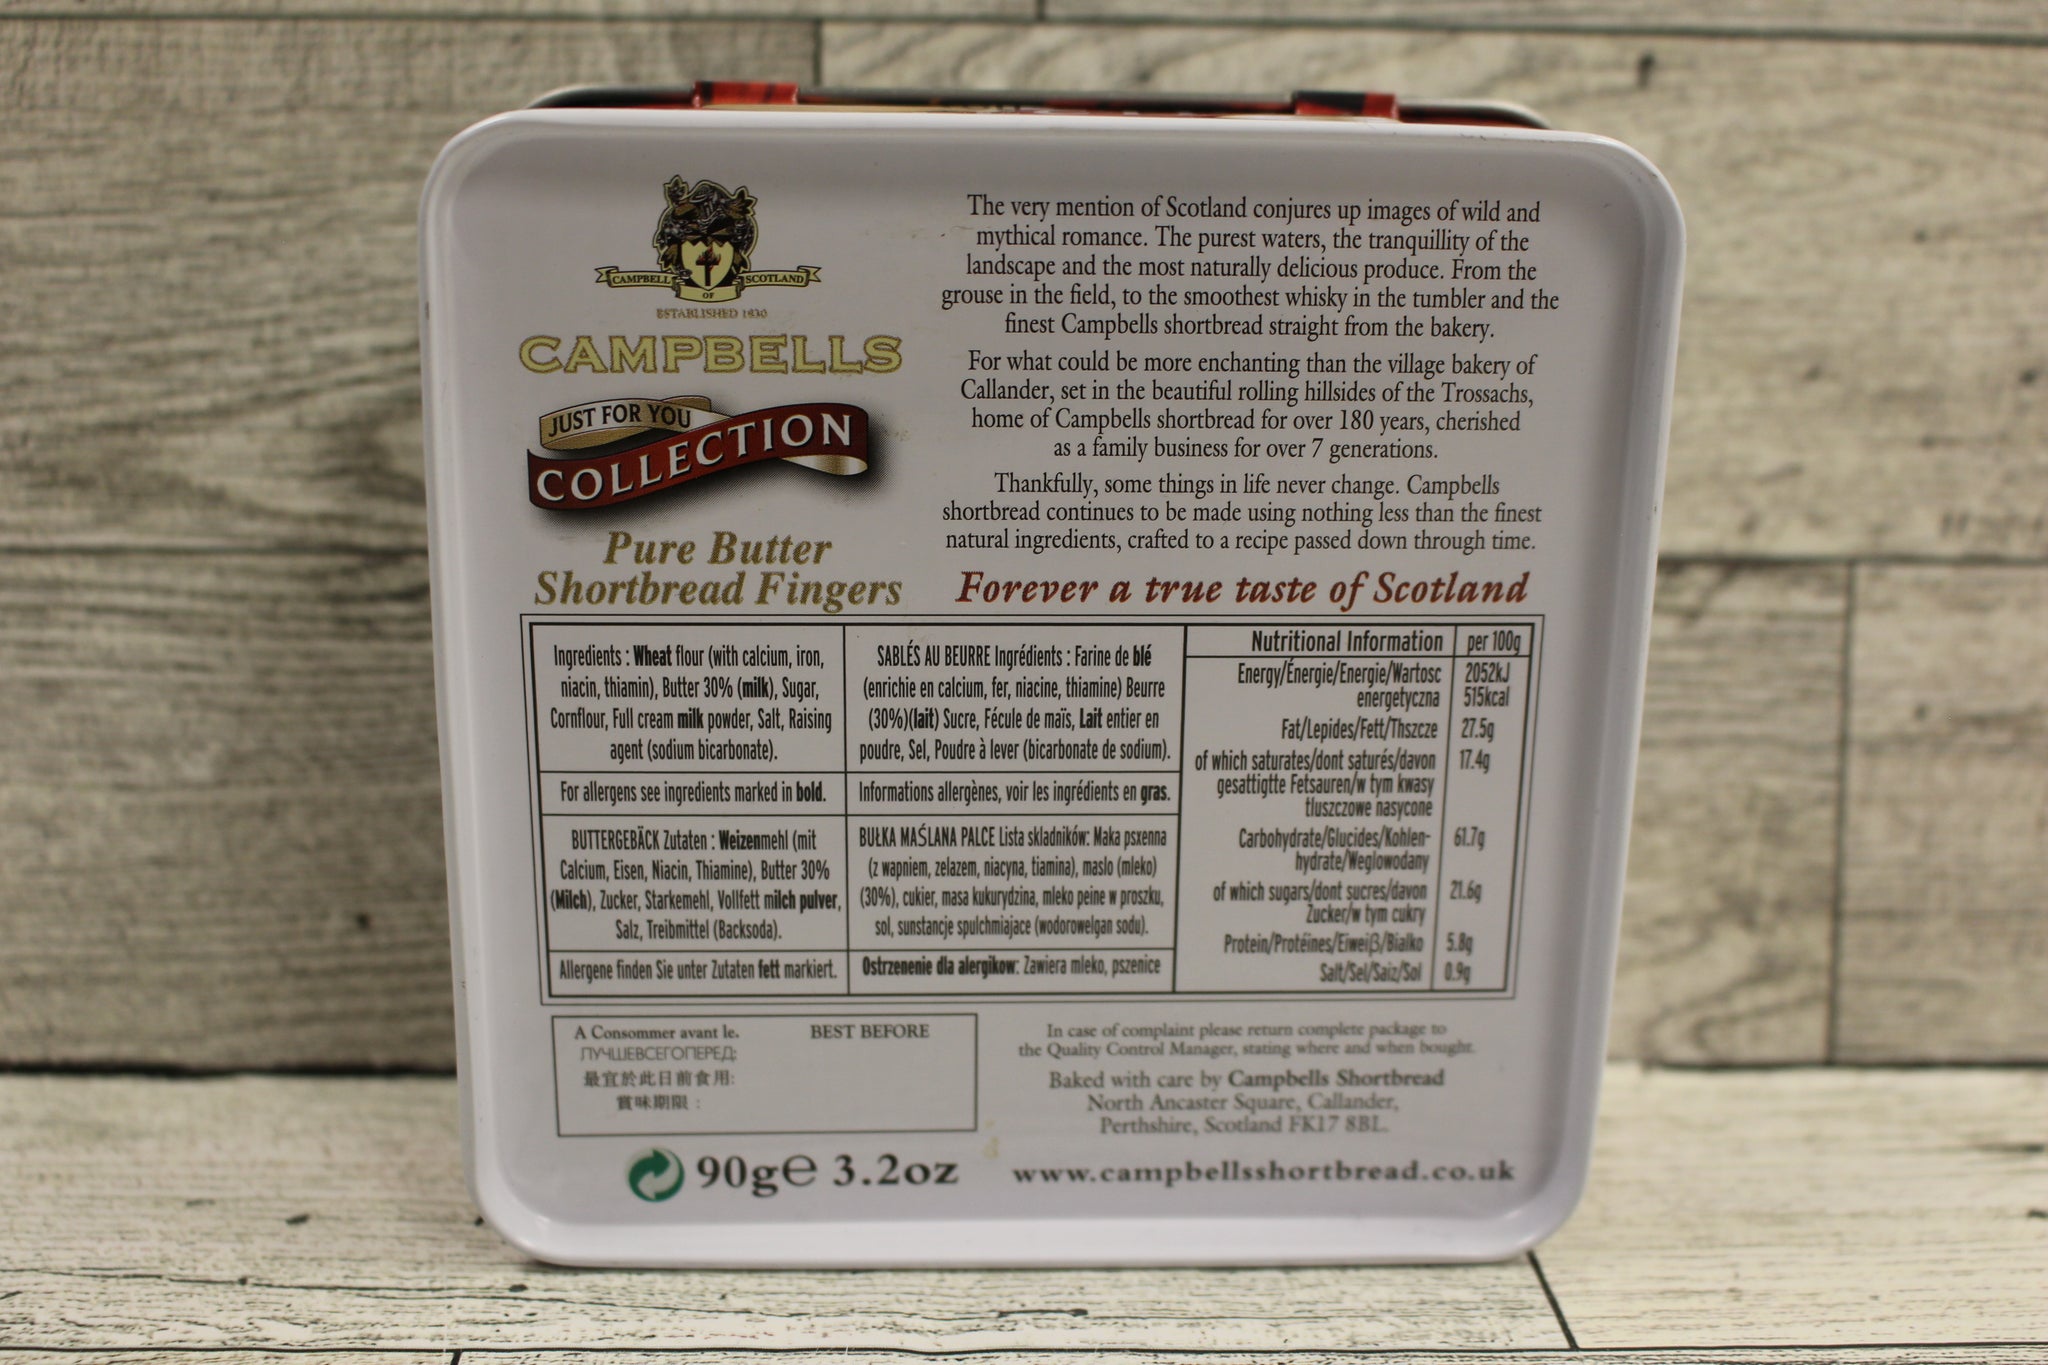 CAMPBELL OF SCOTLAND
ESTABLISHED 1830
CAMPBELLS
JUST FOR YOU
COLLECTION
Pure Butter
Shortbread Fingers
The very mention of Scotland conjures up images of wild and
mythical romance. The purest waters, the tranquillity of the
landscape and the most naturally delicious produce. From the
grouse in the field, to the smoothest whisky in the tumbler and the
finest Campbells shortbread straight from the bakery.
For what could be more enchanting than the village bakery of
Callander, set in the beautiful rolling hillsides of the Trossachs,
home of Campbells shortbread for over 180 years, cherished
as a family business for over 7 generations.
Thankfully, some things in life never change. Campbells
shortbread continues to be made using nothing less than the finest
natural ingredients, crafted to a recipe passed down through time.
Forever a true taste of Scotland
Ingredients : Wheat flour (with calcium, iron,
niacin, thiamin), Butter 30% (milk), Sugar,
Cornflour, Full cream milk powder, Salt, Raising
agent (sodium bicarbonate).
For allergens see ingredients marked in bold.
SABLÉS AU BEURRE Ingrédients : Farine de blé
(enrichie en calcium, fer, niacine, thiamine) Beurre
(30%)(lait) Sucre, Fécule de maïs, Lait entier en
poudre, Sel, Poudre à lever (bicarbonate de sodium).
Informations allergènes, voir les ingrédients en gras.
BUTTERGEBÄCK Zutaten : Weizenmehl (mit
Calcium, Eisen, Niacin, Thiamine), Butter 30%
(Milch), Zucker, Starkemehl, Vollfett milch pulver,
Salz, Treibmittel (Backsoda).
Allergene finden Sie unter Zutaten fett markiert.
BUŁKA MAŚLANA PALCE Lista skladników: Maka psxenna
(z wapniem, zelazem, niacyna, tiamina), maslo (mleko)
(30%), cukier, masa kukurydzina, mleko peine w proszku,
sol, sunstancje spulchmiajace (wodorowelgan sodu).
Ostrzenenie dla alergikow: Zawiera mleko, pszenice
Nutritional Information per 100g
Energy/Énergie/Energie/Wartosc 2052kJ
energetyczna 515kcal
Fat/Lepides/Fett/Thszcze 27.5g
of which saturates/dont saturés/davon 17.4g
gesattigtte Fetsauren/w tym kwasy
tluszczowe nasycone
Carbohydrate/Glucides/Kohlen- 61.7g
hydrate/Weglowodany
of which sugars/dont sucres/davon 21.6g
Zucker/w tym cukry
Protein/Protéines/Eiweiβ/Bialko 5.8g
Salt/Sel/Saiz/Sol 0.9g
A Consommer avant le. BEST BEFORE
ЛУЧШЕВСЕГОПЕРЕД:
最宜於此日前食用:
賞味期限 :
In case of complaint please return complete package to
the Quality Control Manager, stating where and when bought.
Baked with care by Campbells Shortbread
North Ancaster Square, Callander,
Perthshire, Scotland FK17 8BL.
90g℮ 3.2oz
www.campbellsshortbread.co.uk